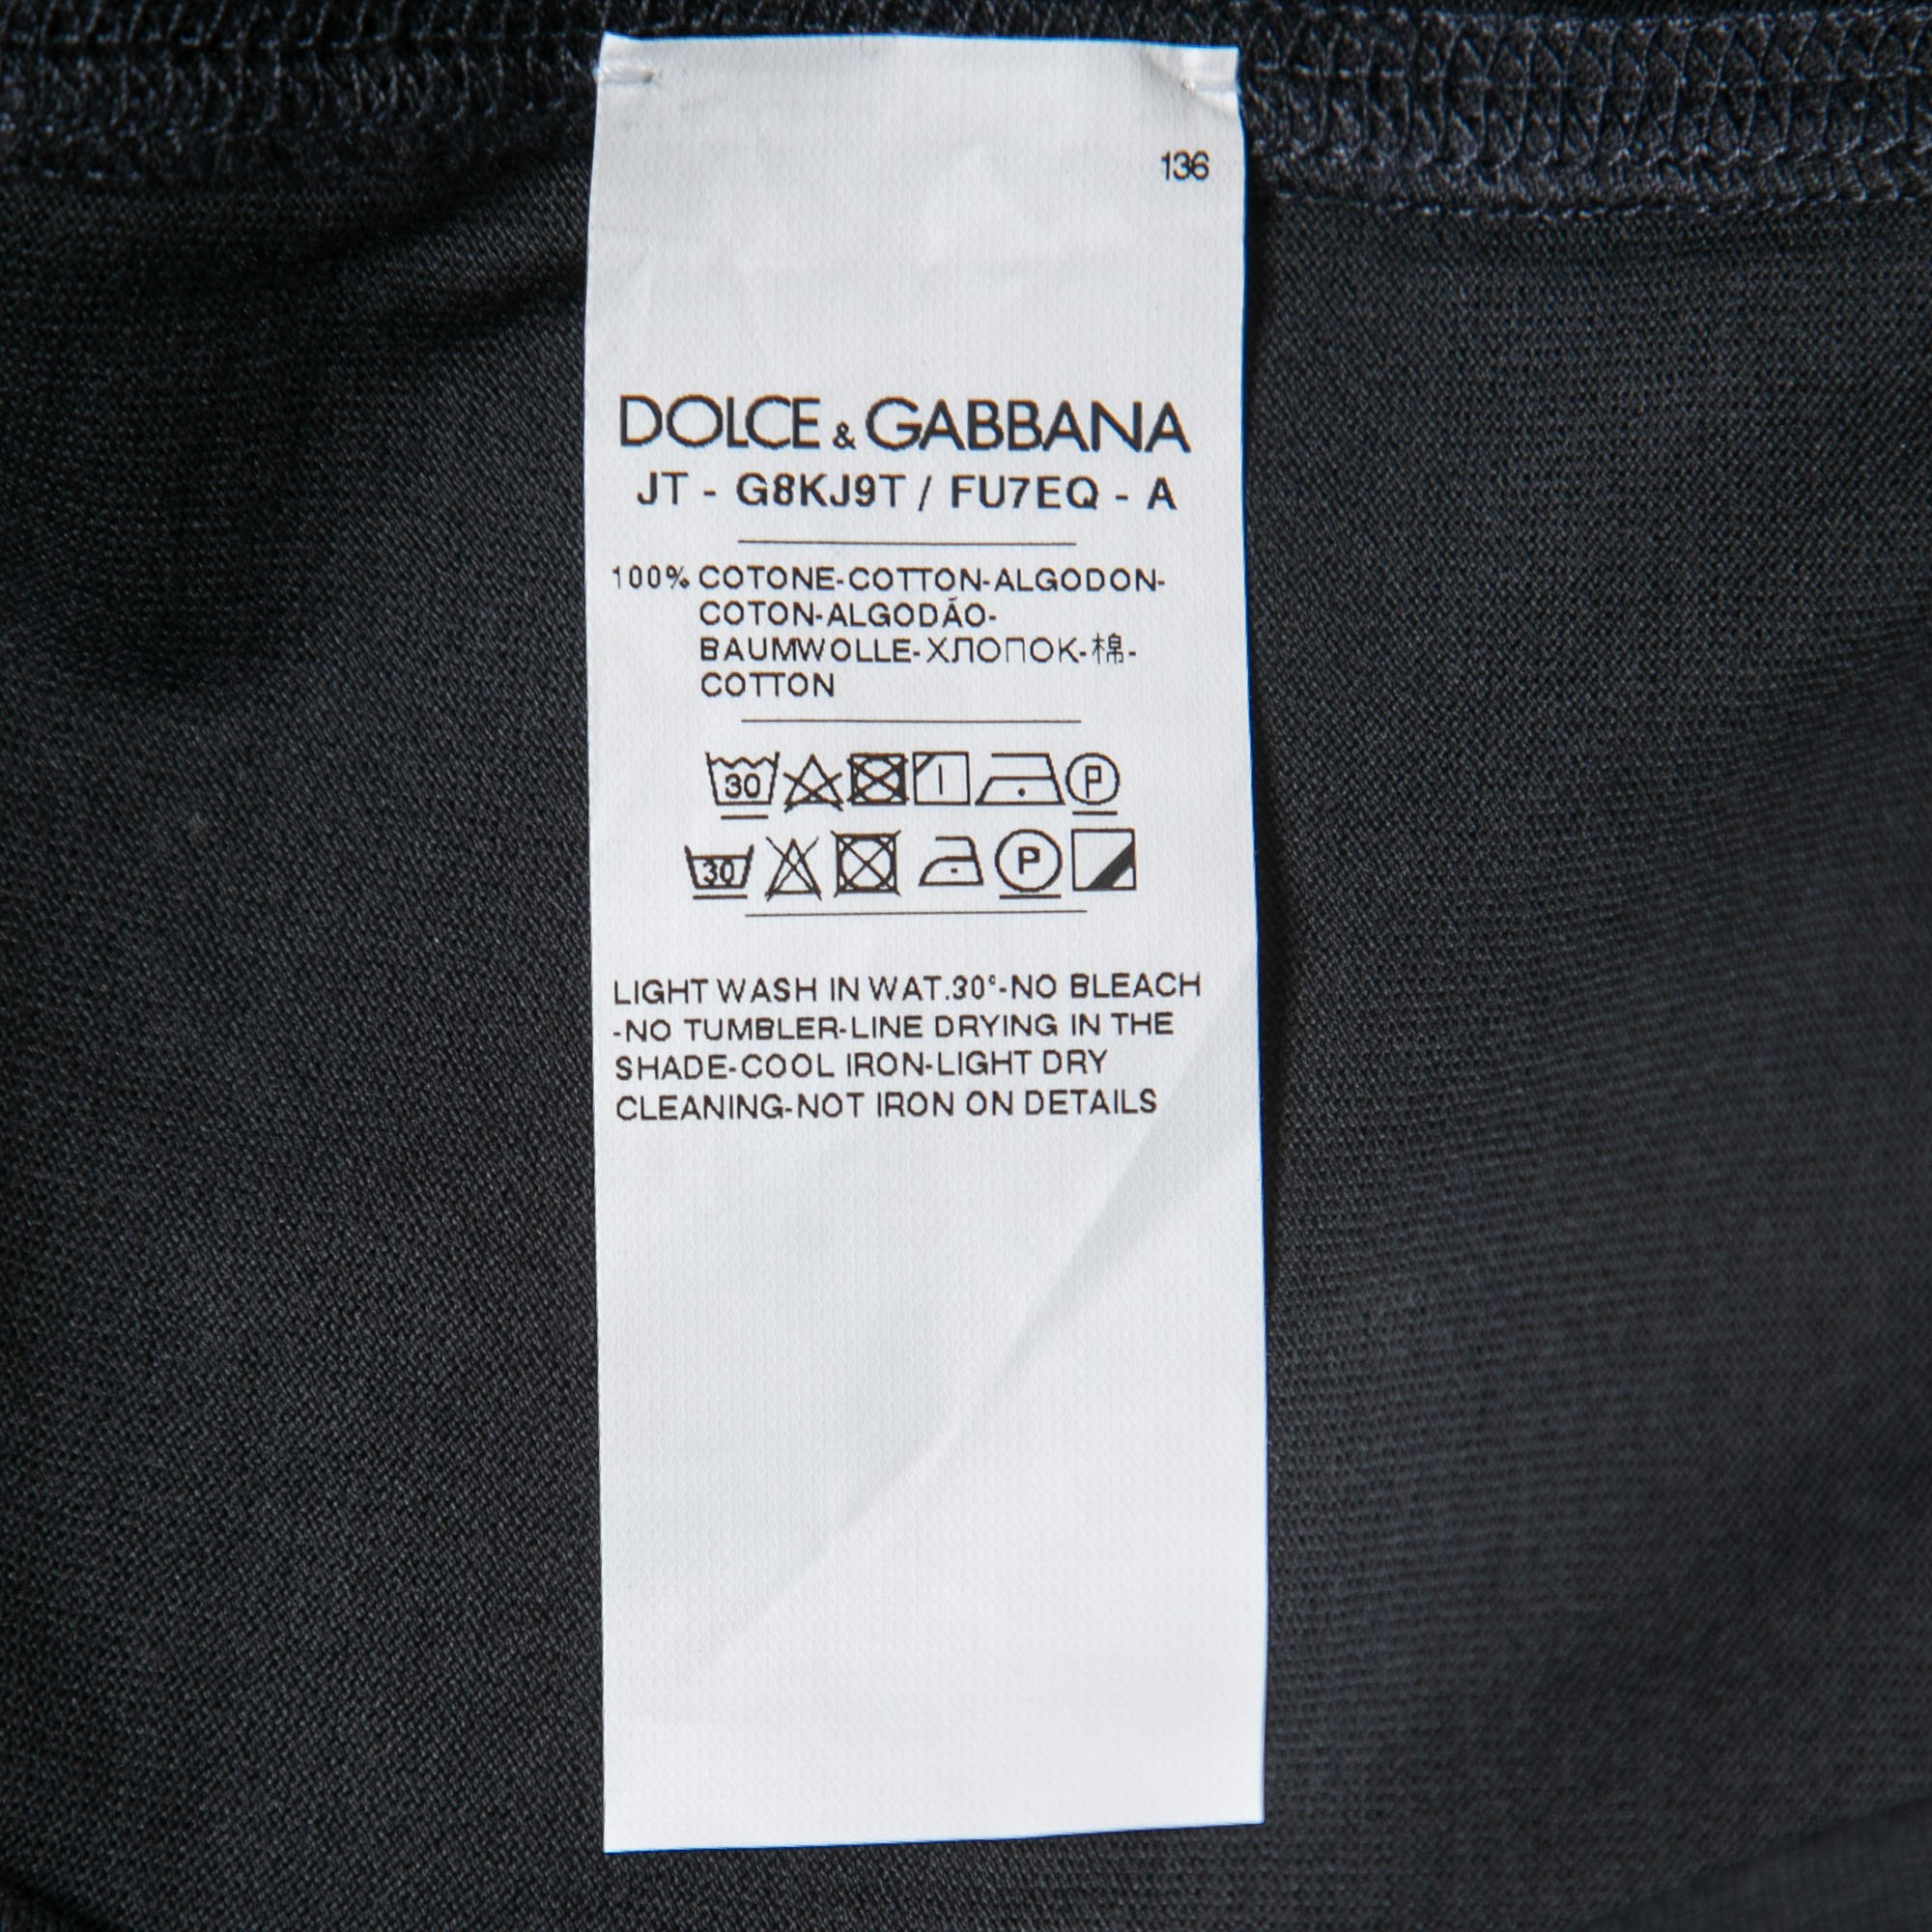 136
DOLCE & GABBANA
JT - G8KJ9T / FU7EQ - A
100% COTONE-COTTON-ALGODON-
COTON-ALGODÃO-
BAUMWOLLE-ХЛОПОК-棉-
COTTON
30 P
30 P
LIGHT WASH IN WAT.30°-NO BLEACH
-NO TUMBLER-LINE DRYING IN THE
SHADE-COOL IRON-LIGHT DRY
CLEANING-NOT IRON ON DETAILS